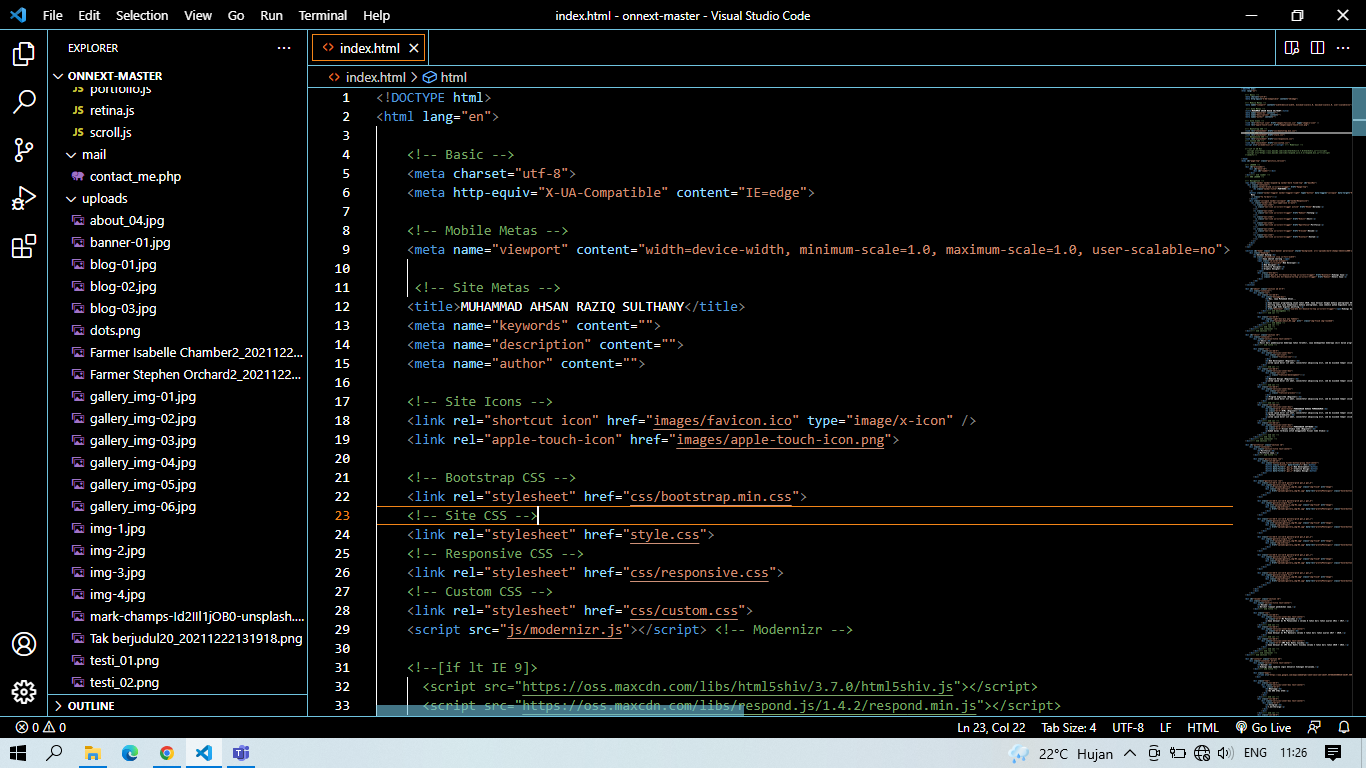 File Edit Selection View Go Run Terminal Help
index.html - onnext-master - Visual Studio Code
EXPLORER
ONNEXT-MASTER
JS portfolio.js
JS retina.js
JS scroll.js
mail
contact_me.php
uploads
about_04.jpg
banner-01.jpg
blog-01.jpg
blog-02.jpg
blog-03.jpg
dots.png
Farmer Isabelle Chamber2_2021122...
Farmer Stephen Orchard2_2021122...
gallery_img-01.jpg
gallery_img-02.jpg
gallery_img-03.jpg
gallery_img-04.jpg
gallery_img-05.jpg
gallery_img-06.jpg
img-1.jpg
img-2.jpg
img-3.jpg
img-4.jpg
mark-champs-Id2IIl1jOB0-unsplash....
Tak berjudul20_20211222131918.png
testi_01.png
testi_02.png
OUTLINE
index.html
index.html > html
1 <!DOCTYPE html>
2 <html lang="en">
3
4 <!-- Basic -->
5 <meta charset="utf-8">
6 <meta http-equiv="X-UA-Compatible" content="IE=edge">
7
8 <!-- Mobile Metas -->
9 <meta name="viewport" content="width=device-width, minimum-scale=1.0, maximum-scale=1.0, user-scalable=no">
10
11 <!-- Site Metas -->
12 <title>MUHAMMAD AHSAN RAZIQ SULTHANY</title>
13 <meta name="keywords" content="">
14 <meta name="description" content="">
15 <meta name="author" content="">
16
17 <!-- Site Icons -->
18 <link rel="shortcut icon" href="images/favicon.ico" type="image/x-icon" />
19 <link rel="apple-touch-icon" href="images/apple-touch-icon.png">
20
21 <!-- Bootstrap CSS -->
22 <link rel="stylesheet" href="css/bootstrap.min.css">
23 <!-- Site CSS -->
24 <link rel="stylesheet" href="style.css">
25 <!-- Responsive CSS -->
26 <link rel="stylesheet" href="css/responsive.css">
27 <!-- Custom CSS -->
28 <link rel="stylesheet" href="css/custom.css">
29 <script src="js/modernizr.js"></script> <!-- Modernizr -->
30
31 <!--[if lt IE 9]>
32 <script src="https://oss.maxcdn.com/libs/html5shiv/3.7.0/html5shiv.js"></script>
33 <script src="https://oss.maxcdn.com/libs/respond.js/1.4.2/respond.min.js"></script>
0 0
Ln 23, Col 22 Tab Size: 4 UTF-8 LF HTML Go Live
22°C Hujan ENG 11:26